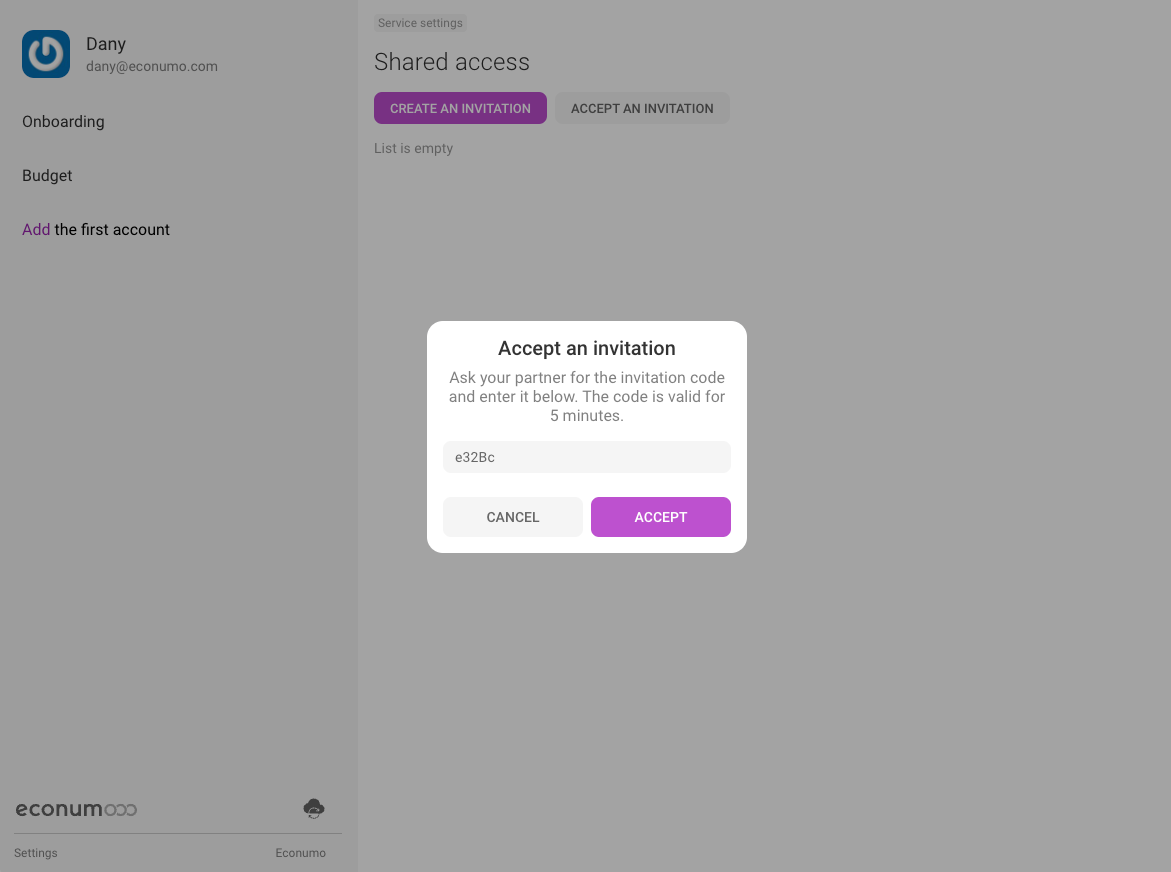 Dany
dany@econumo.com
Onboarding
Budget
Add the first account
Service settings
Shared access
CREATE AN INVITATION
ACCEPT AN INVITATION
List is empty
Accept an invitation
Ask your partner for the invitation code
and enter it below. The code is valid for
5 minutes.
e32Bc
CANCEL
ACCEPT
econumo
Settings
Econumo